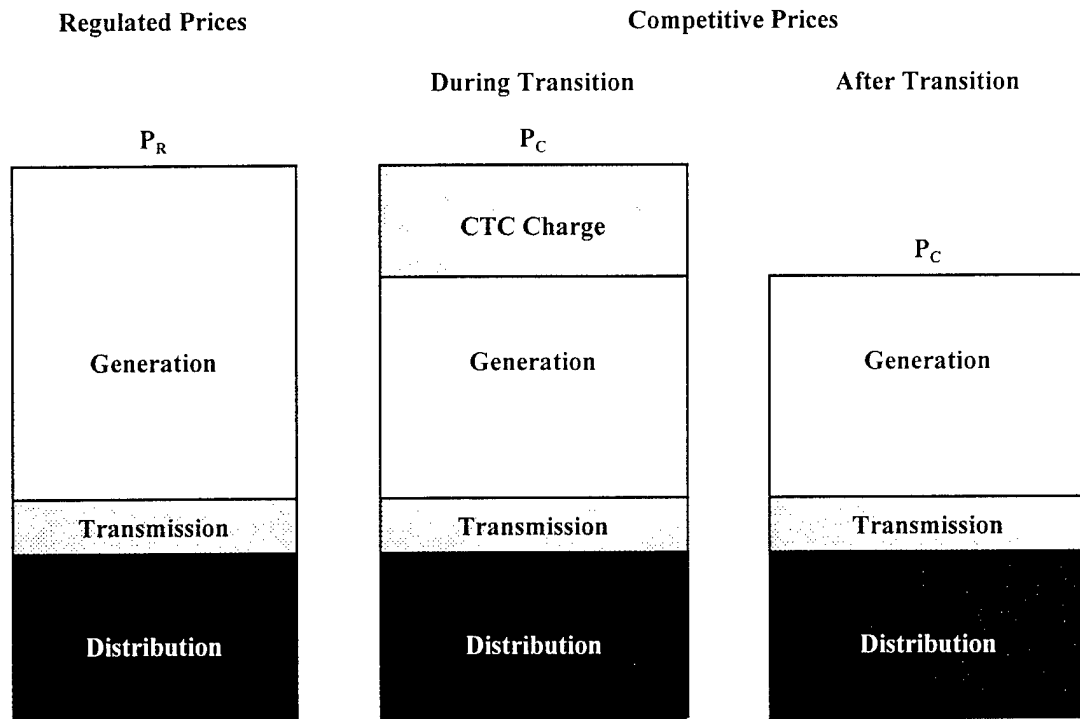 Regulated Prices
Competitive Prices
During Transition
After Transition
P_R
P_C
CTC Charge
P_C
Generation
Generation
Generation
Transmission
Transmission
Transmission
Distribution
Distribution
Distribution